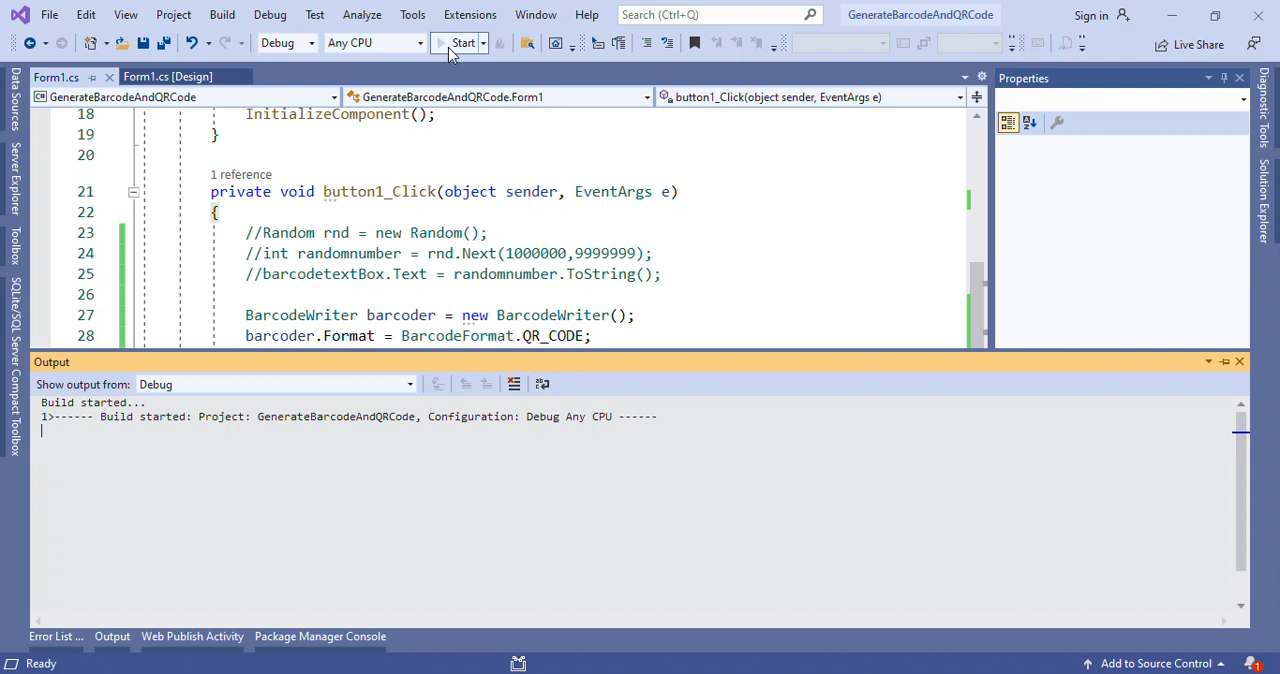 File Edit View Project Build Debug Test Analyze Tools Extensions Window Help Search (Ctrl+Q) GenerateBarcodeAndQRCode Sign in
Debug Any CPU Start Live Share
Form1.cs Form1.cs [Design] Properties
GenerateBarcodeAndQRCode GenerateBarcodeAndQRCode.Form1 button1_Click(object sender, EventArgs e)
18 InitializeComponent();
19 }
20
1 reference
21 private void button1_Click(object sender, EventArgs e)
22 {
23 //Random rnd = new Random();
24 //int randomnumber = rnd.Next(1000000,9999999);
25 //barcodetextBox.Text = randomnumber.ToString();
26
27 BarcodeWriter barcoder = new BarcodeWriter();
28 barcoder.Format = BarcodeFormat.QR_CODE;
Data Sources
Server Explorer
Toolbox
SQLite/SQL Server Compact Toolbox
Diagnostic Tools
Solution Explorer
Output
Show output from: Debug
Build started...
1>------ Build started: Project: GenerateBarcodeAndQRCode, Configuration: Debug Any CPU ------
Error List ... Output Web Publish Activity Package Manager Console
Ready Add to Source Control 1